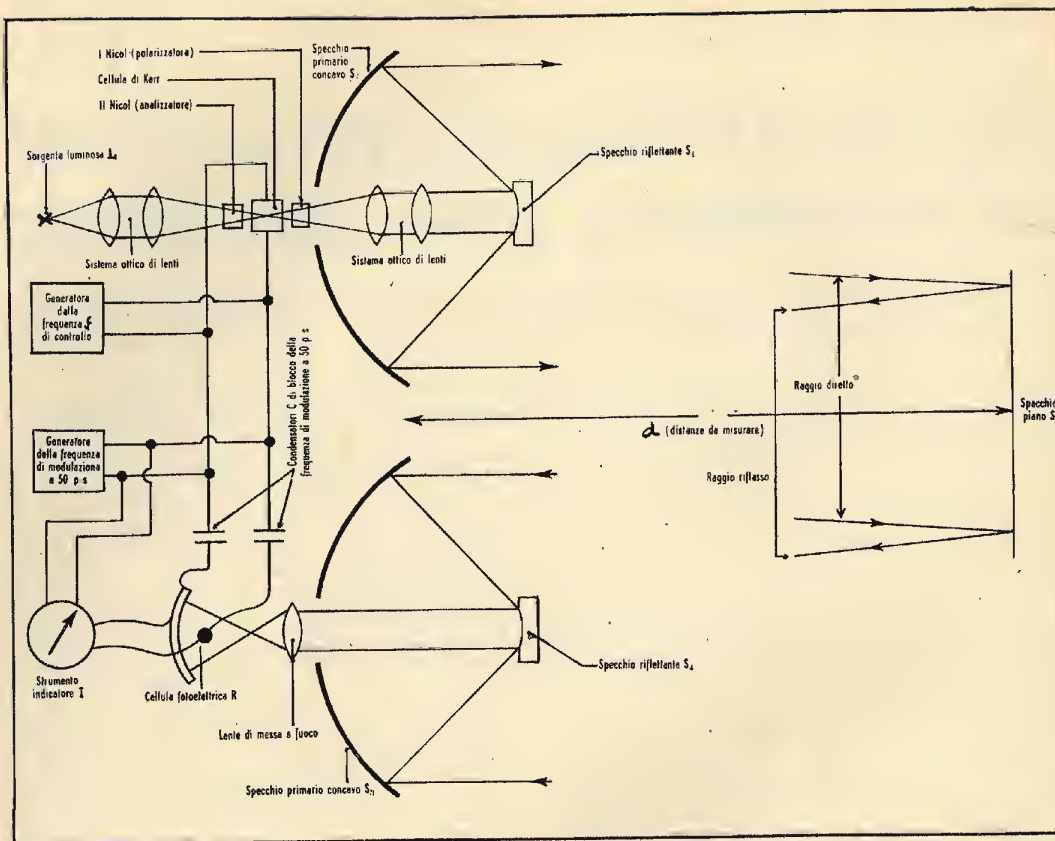 I Nicol (polarizzatore)
Cellula di Kerr
II Nicol (analizzatore)
Specchio
primario
concavo
Sorgente luminosa
Specchio riflettente
Sistema ottico di lenti
Sistema ottico di lenti
Generatore
dalla
frequenza f
di controllo
Condensatori C di blocco della
frequenza di modulazione a 50 p s
Generatore
della frequenza
di modulazione
a 50 p s
Raggio diretto
Specchio
piano S
d (distanze da misurare)
Raggio riflesso
Strumento
indicatore I
Cellula fotoelettrica R
Lente di messa a fuoco
Specchio riflettente S₄
Specchio primario concavo